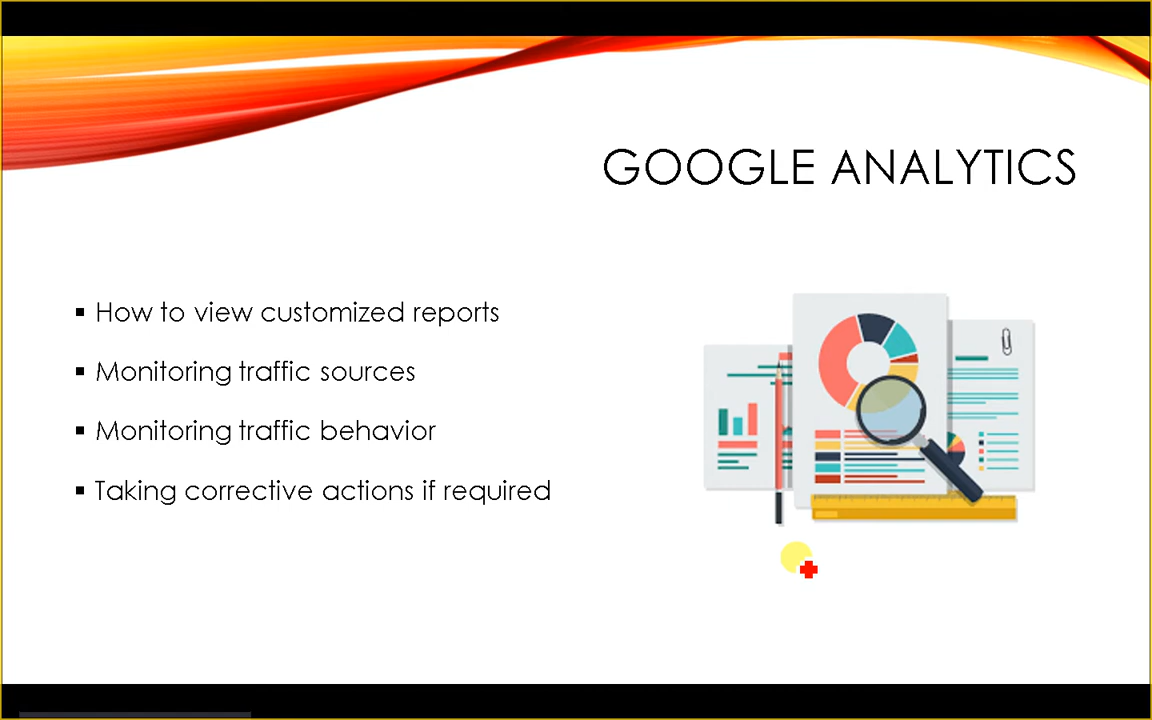 GOOGLE ANALYTICS
▪ How to view customized reports
▪ Monitoring traffic sources
▪ Monitoring traffic behavior
▪ Taking corrective actions if required